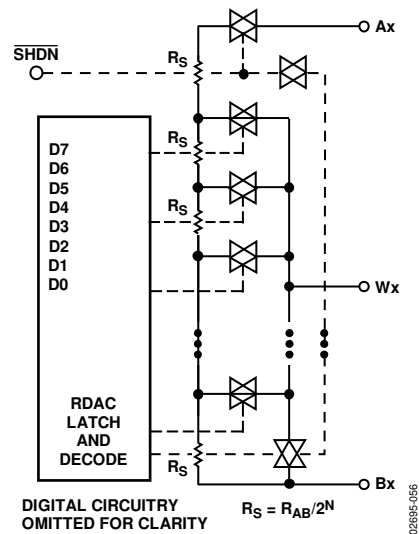 Ax
SHDN
RS
D7
D6
D5
D4
D3
D2
D1
D0
RS
RS
Wx
RDAC
LATCH
AND
DECODE
RS
Bx
DIGITAL CIRCUITRY
OMITTED FOR CLARITY
RS = RAB/2^N
02695-056